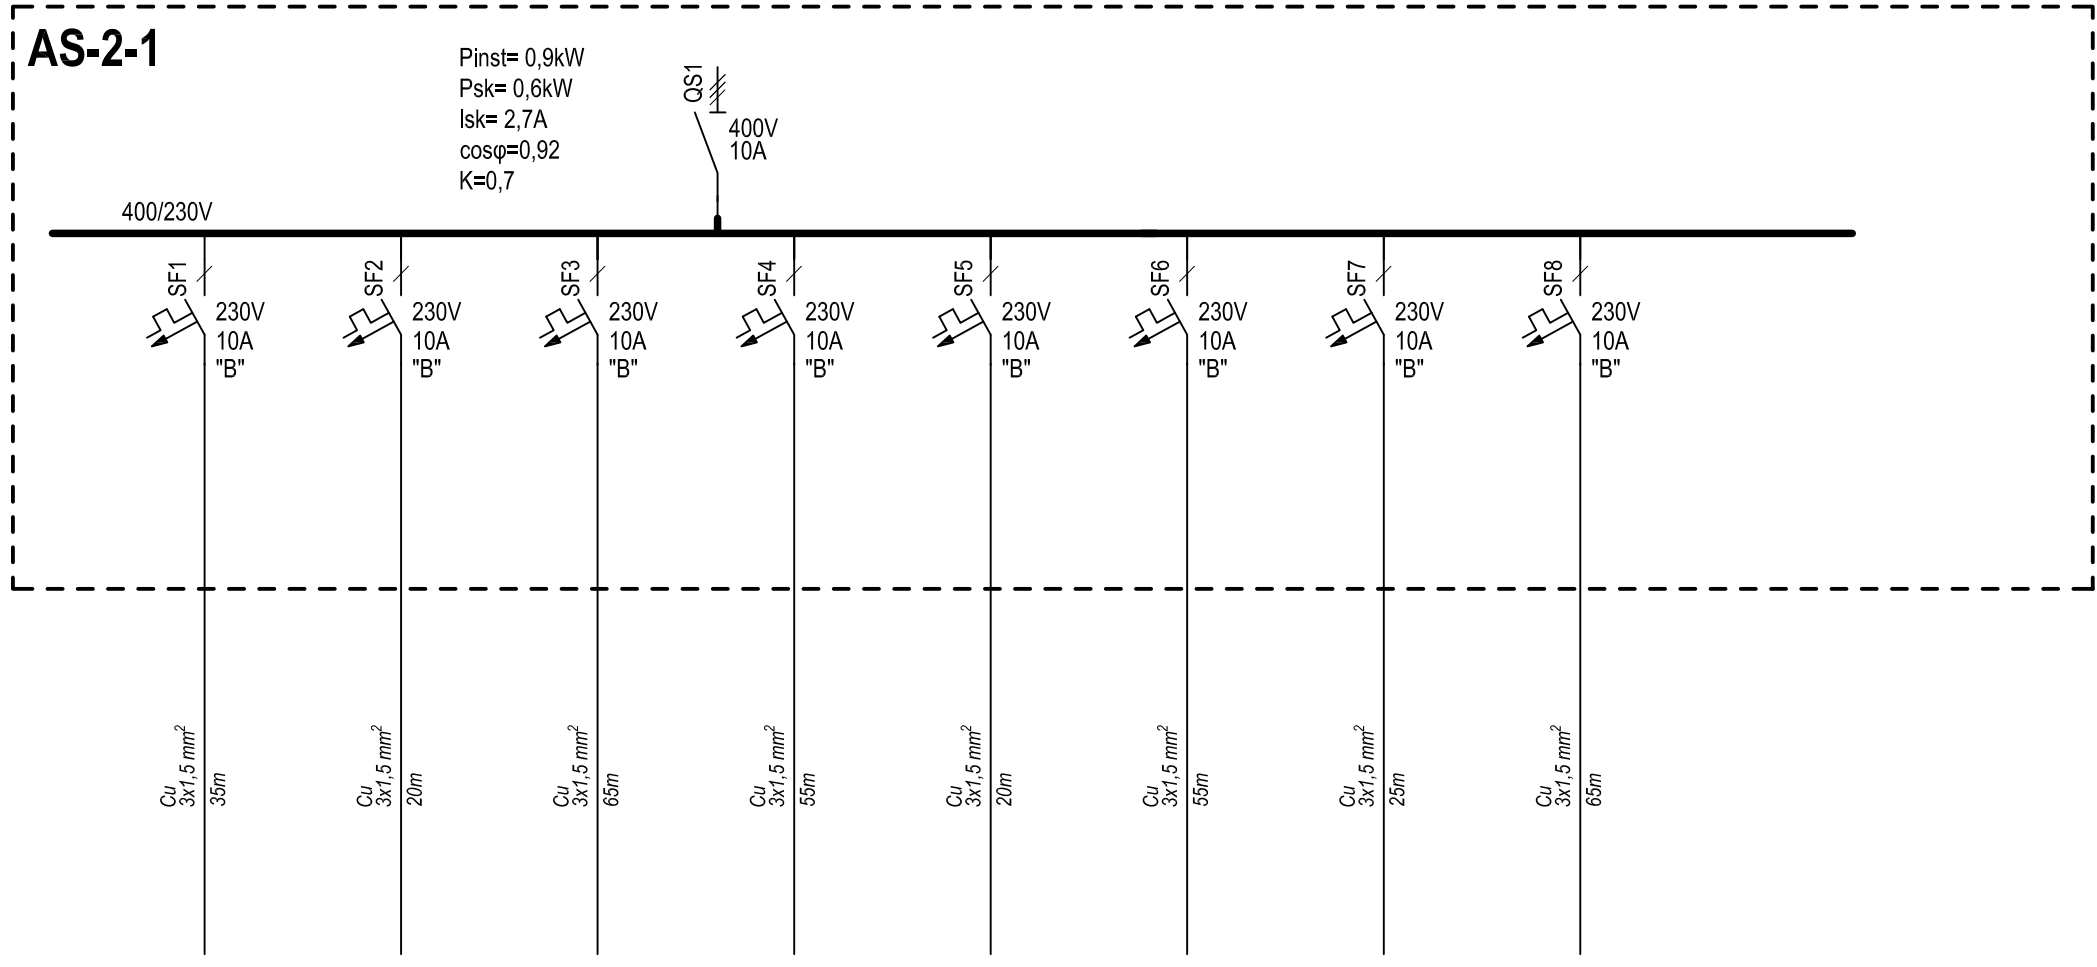 AS-2-1
Pinst= 0,9kW
Psk= 0,6kW
Isk= 2,7A
cosφ=0,92
K=0,7
QS1
400V
10A
400/230V
SF1
230V
10A
"B"
SF2
230V
10A
"B"
SF3
230V
10A
"B"
SF4
230V
10A
"B"
SF5
230V
10A
"B"
SF6
230V
10A
"B"
SF7
230V
10A
"B"
SF8
230V
10A
"B"
Cu
3x1,5 mm²
35m
Cu
3x1,5 mm²
20m
Cu
3x1,5 mm²
65m
Cu
3x1,5 mm²
55m
Cu
3x1,5 mm²
20m
Cu
3x1,5 mm²
55m
Cu
3x1,5 mm²
25m
Cu
3x1,5 mm²
65m